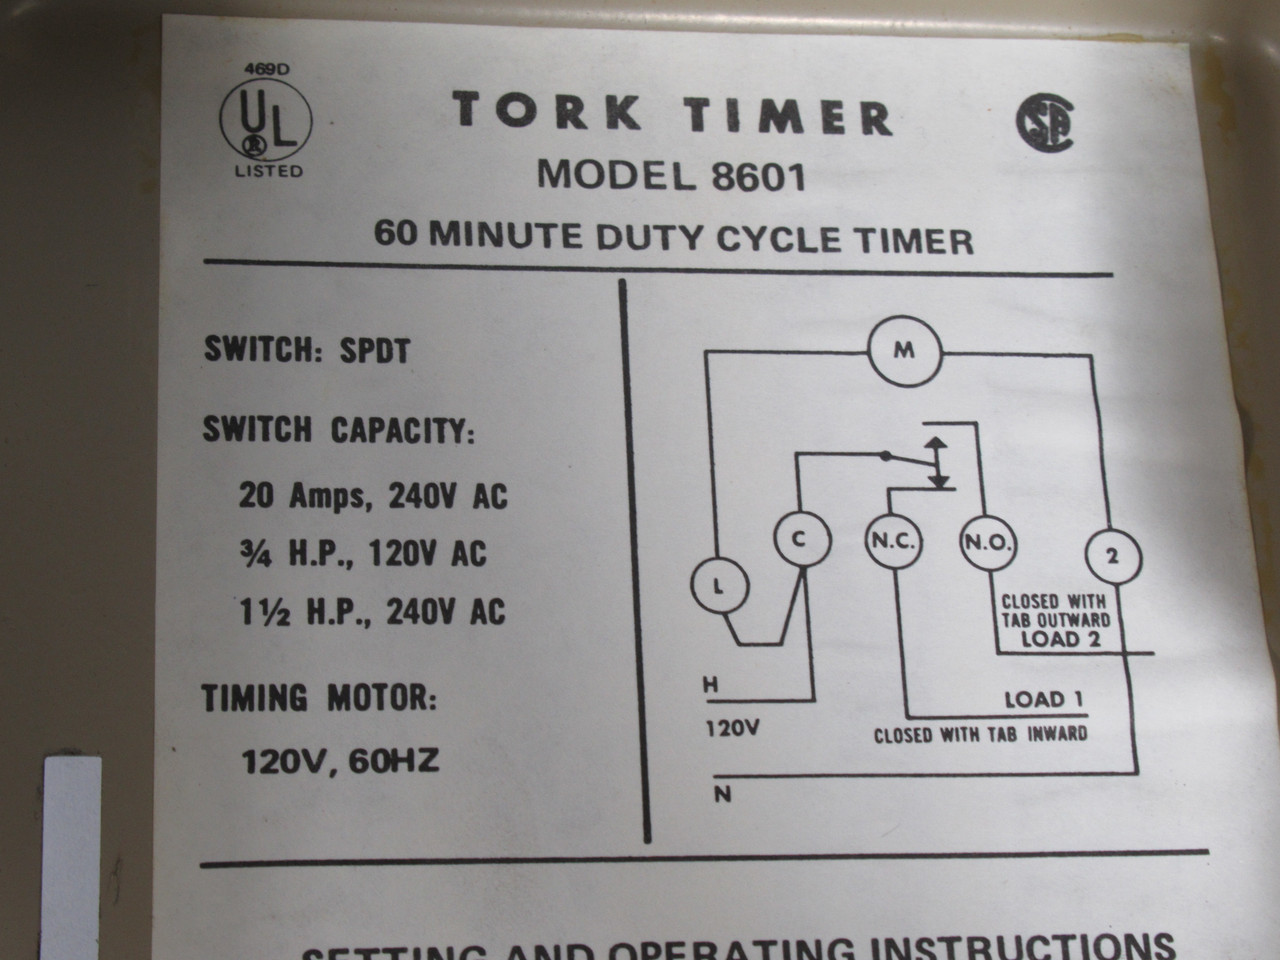 469D
UL
®
LISTED
TORK TIMER
SA
MODEL 8601
60 MINUTE DUTY CYCLE TIMER
SWITCH: SPDT
SWITCH CAPACITY:
20 Amps, 240V AC
¾ H.P., 120V AC
1½ H.P., 240V AC
TIMING MOTOR:
120V, 60HZ
M
C
N.C.
N.O.
2
L
CLOSED WITH
TAB OUTWARD
LOAD 2
H
120V
LOAD 1
CLOSED WITH TAB INWARD
N
SETTING AND OPERATING INSTRUCTIONS